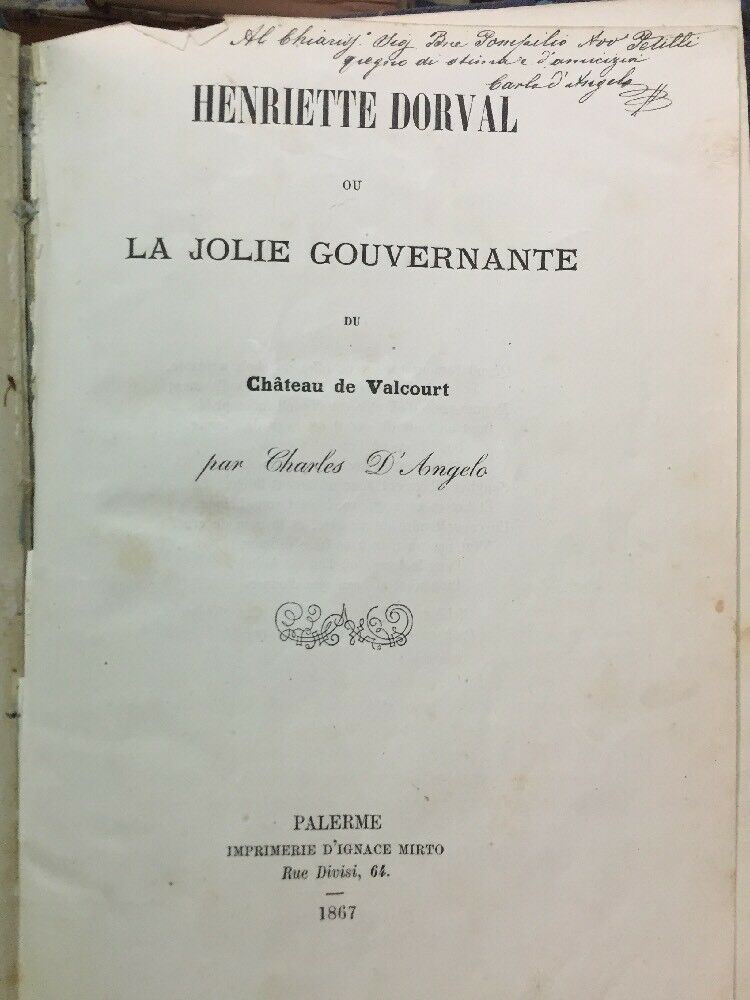 Al Chiariss.º Sig Bne Pompilio Avv.º Petitti
pegno di stima e d'amicizia
Carlo d'Angelo
HENRIETTE DORVAL
OU
LA JOLIE GOUVERNANTE
DU
Château de Valcourt
par Charles D'Angelo
PALERME
IMPRIMERIE D'IGNACE MIRTO
Rue Divisi, 64.
1867